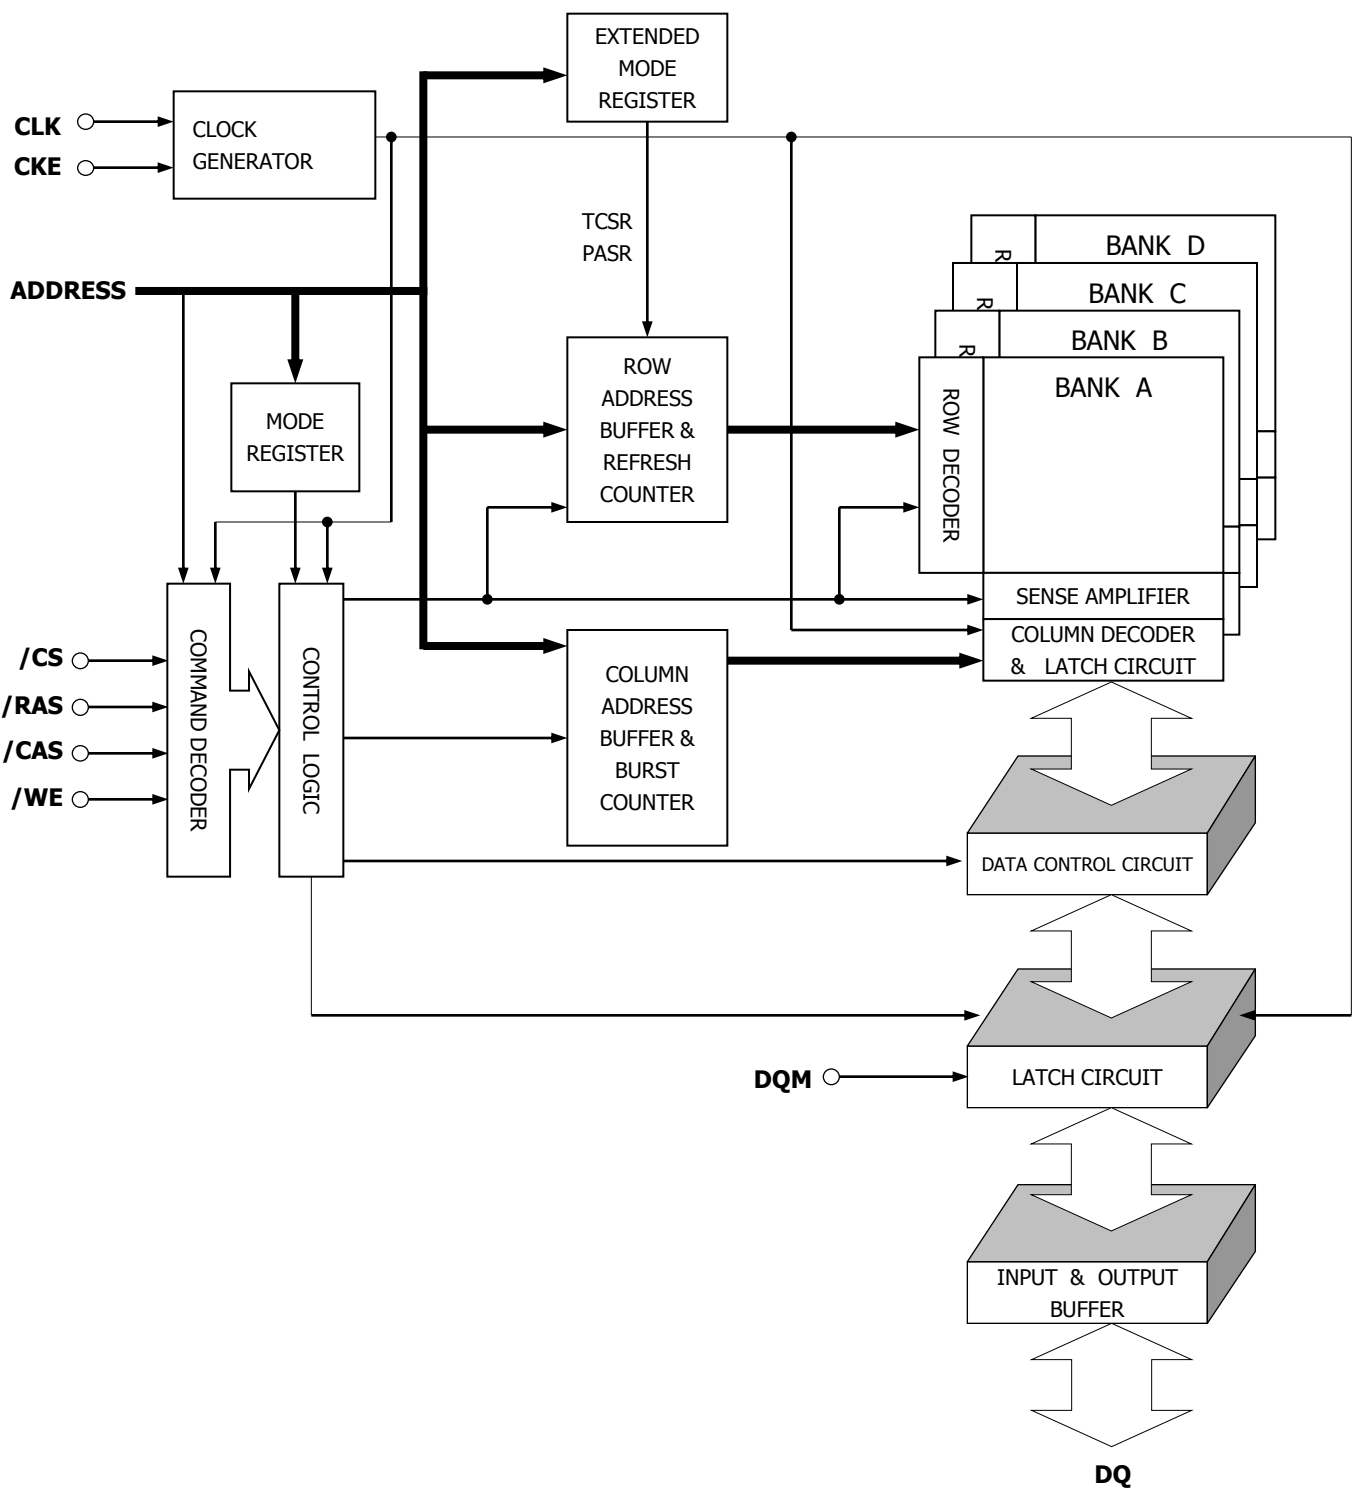 EXTENDED
MODE
REGISTER
CLK
CKE
CLOCK
GENERATOR
TCSR
PASR
ADDRESS
BANK D
R
BANK C
R
BANK B
R
BANK A
ROW DECODER
MODE
REGISTER
ROW
ADDRESS
BUFFER &
REFRESH
COUNTER
SENSE AMPLIFIER
COLUMN DECODER
& LATCH CIRCUIT
/CS
/RAS
/CAS
/WE
COMMAND DECODER
CONTROL LOGIC
COLUMN
ADDRESS
BUFFER &
BURST
COUNTER
DATA CONTROL CIRCUIT
DQM
LATCH CIRCUIT
INPUT & OUTPUT
BUFFER
DQ